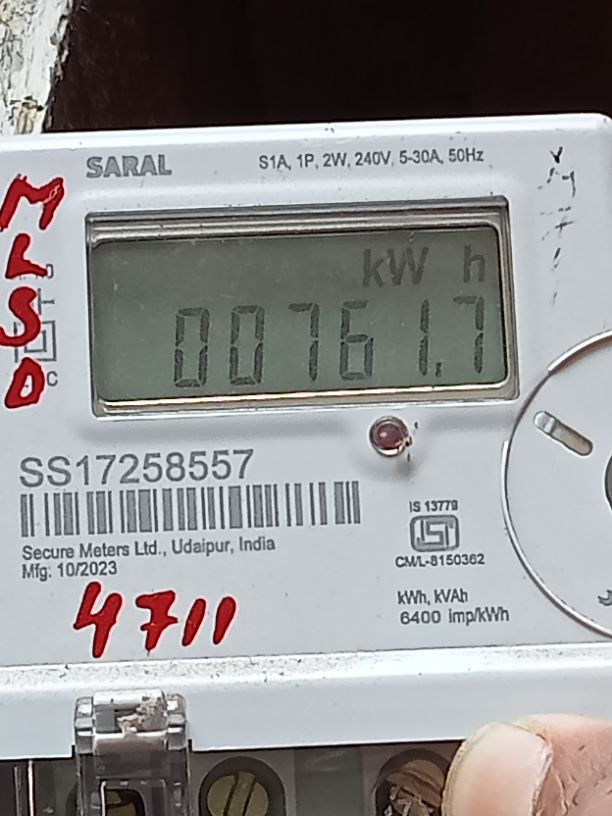 SARAL
S1A, 1P, 2W, 240V, 5-30A, 50Hz
M
L
S
D
C
kW h
00761.7
SS17258557
Secure Meters Ltd., Udaipur, India
Mfg: 10/2023
IS 13779
ISI
CM/L-8150362
kWh, kVAh
6400 imp/kWh
4711